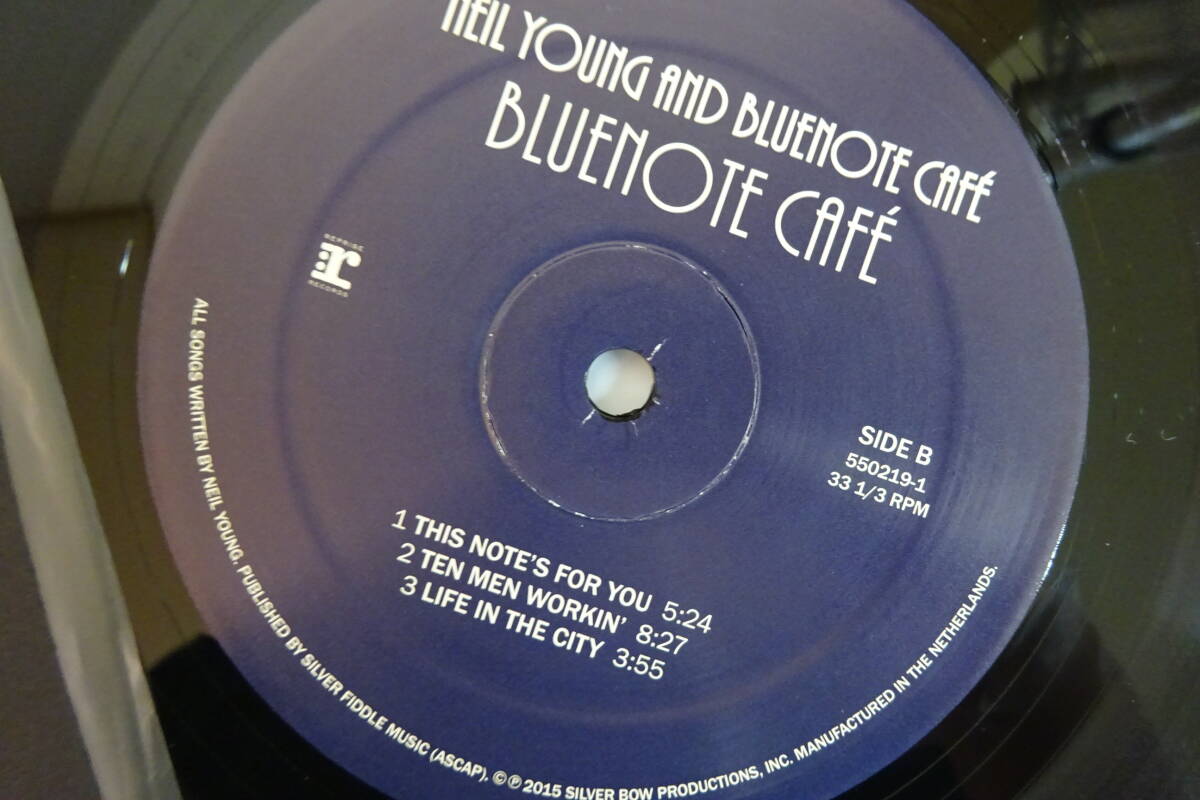 NEIL YOUNG AND BLUENOTE CAFÉ
BLUENOTE CAFÉ
REPRISE
r
RECORDS
SIDE B
550219-1
33 1/3 RPM
1 THIS NOTE'S FOR YOU 5:24
2 TEN MEN WORKIN' 8:27
3 LIFE IN THE CITY 3:55
ALL SONGS WRITTEN BY NEIL YOUNG. PUBLISHED BY SILVER FIDDLE MUSIC (ASCAP). ©℗ 2015 SILVER BOW PRODUCTIONS, INC. MANUFACTURED IN THE NETHERLANDS.